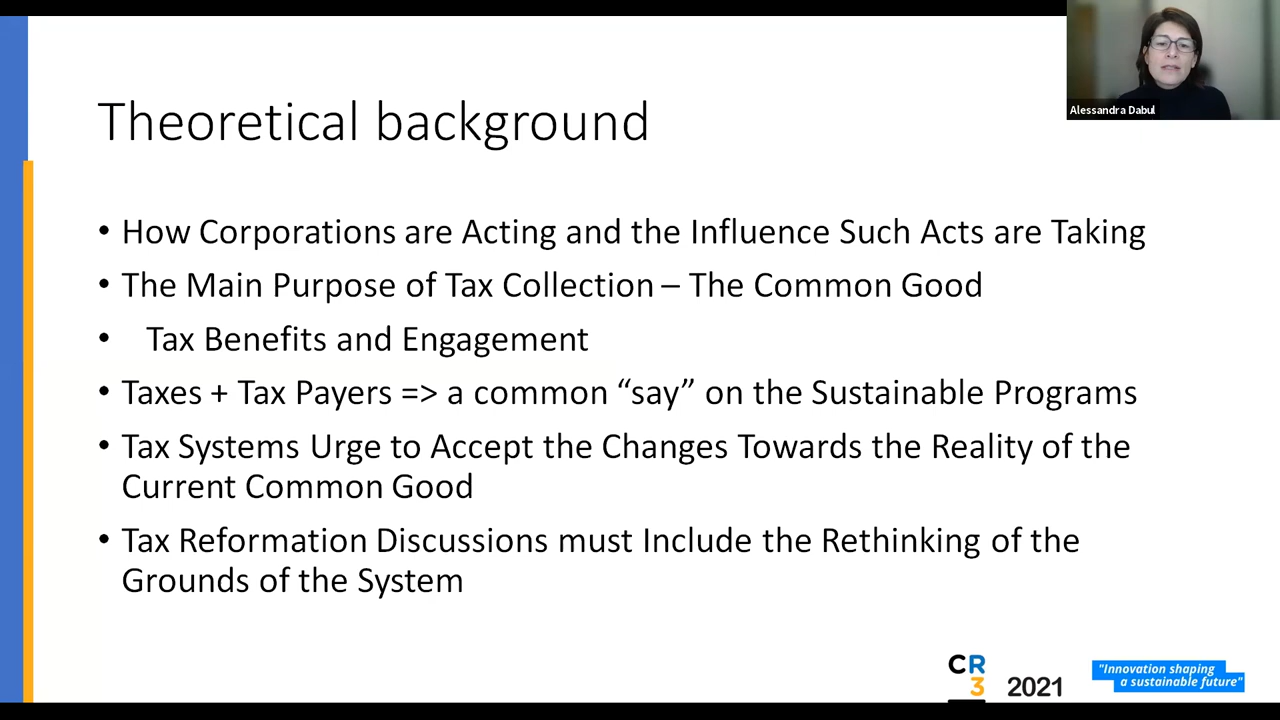 Alessandra Dabul
Theoretical background
• How Corporations are Acting and the Influence Such Acts are Taking
• The Main Purpose of Tax Collection – The Common Good
• Tax Benefits and Engagement
• Taxes + Tax Payers => a common “say” on the Sustainable Programs
• Tax Systems Urge to Accept the Changes Towards the Reality of the
Current Common Good
• Tax Reformation Discussions must Include the Rethinking of the
Grounds of the System
CR
3
2021
"Innovation shaping
a sustainable future"